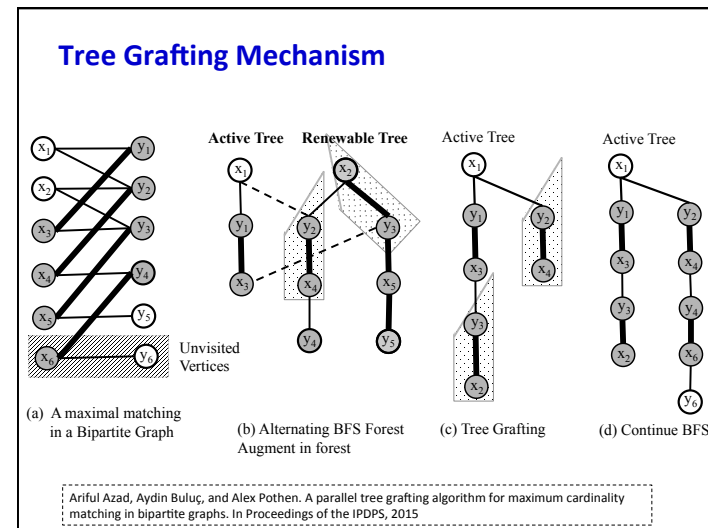 Tree Grafting Mechanism
x1
x2
x3
x4
x5
x6
y1
y2
y3
y4
y5
y6
Unvisited
Vertices
(a) A maximal matching
in a Bipartite Graph
Active Tree Renewable Tree
x1
x2
y1
y2
y3
x3
x4
x5
y4
y5
(b) Alternating BFS Forest
Augment in forest
Active Tree
x1
y1
y2
x3
x4
y3
x2
(c) Tree Grafting
Active Tree
x1
y1
y2
x3
x4
y3
y4
x2
x6
y6
(d) Continue BFS
Ariful Azad, Aydin Buluç, and Alex Pothen. A parallel tree grafting algorithm for maximum cardinality
matching in bipartite graphs. In Proceedings of the IPDPS, 2015